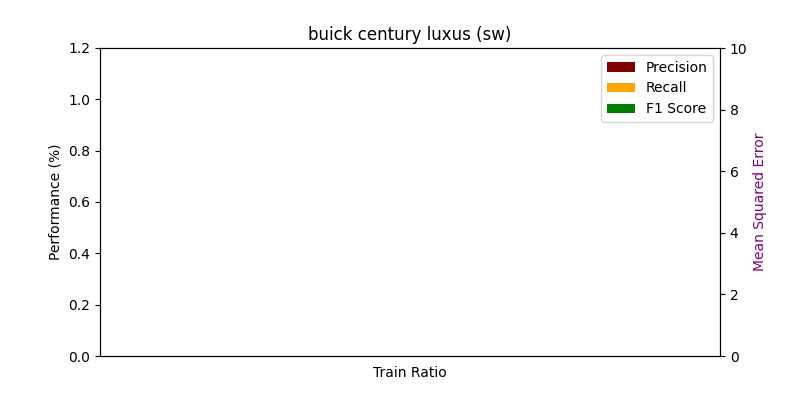 buick century luxus (sw)
1.2
1.0
0.8
0.6
0.4
0.2
0.0
Performance (%)
Train Ratio
10
8
6
4
2
0
Mean Squared Error
Precision
Recall
F1 Score